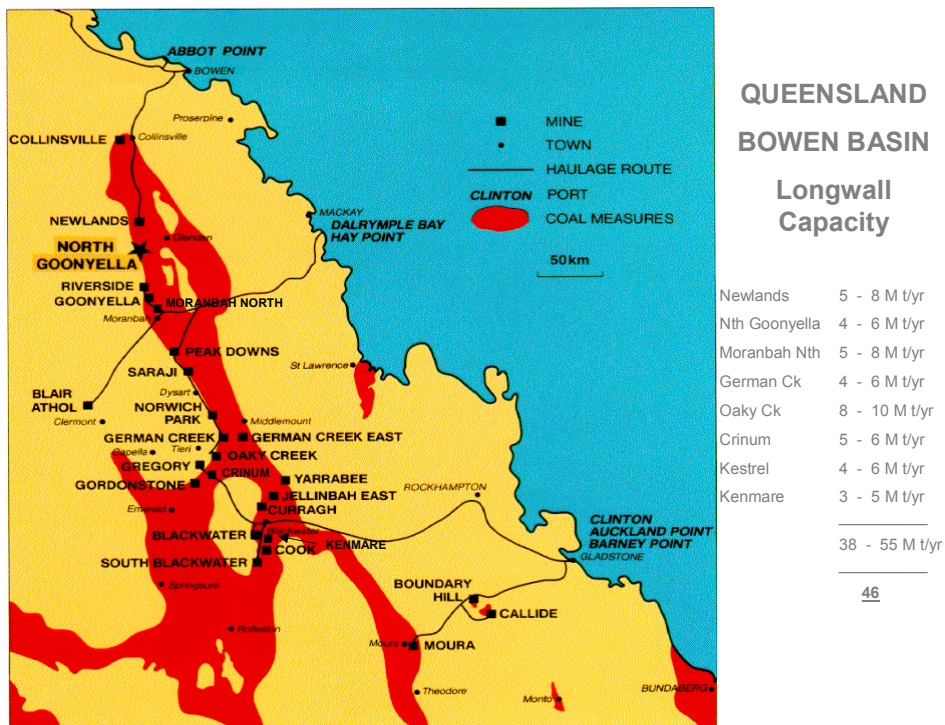 ABBOT POINT
BOWEN
Proserpine
COLLINSVILLE
Collinsville
MINE
TOWN
HAULAGE ROUTE
CLINTON PORT
COAL MEASURES
50km
NEWLANDS
MACKAY
DALRYMPLE BAY
HAY POINT
Glenden
NORTH
GOONYELLA
RIVERSIDE
GOONYELLA
MORANBAH NORTH
Moranbah
PEAK DOWNS
SARAJI
St Lawrence
BLAIR
ATHOL
Dysart
Clermont
NORWICH
PARK
Middlemount
GERMAN CREEK
GERMAN CREEK EAST
Capella
Tieri
OAKY CREEK
GREGORY
CRINUM
GORDONSTONE
YARRABEE
JELLINBAH EAST
CURRAGH
ROCKHAMPTON
Emerald
BLACKWATER
Blackwater
KENMARE
COOK
SOUTH BLACKWATER
CLINTON
AUCKLAND POINT
BARNEY POINT
GLADSTONE
Springsure
BOUNDARY
HILL
CALLIDE
Rolleston
Moura
MOURA
Theodore
Monto
BUNDABERG
QUEENSLAND
BOWEN BASIN
Longwall
Capacity
Newlands 5 - 8 M t/yr
Nth Goonyella 4 - 6 M t/yr
Moranbah Nth 5 - 8 M t/yr
German Ck 4 - 6 M t/yr
Oaky Ck 8 - 10 M t/yr
Crinum 5 - 6 M t/yr
Kestrel 4 - 6 M t/yr
Kenmare 3 - 5 M t/yr
38 - 55 M t/yr
46